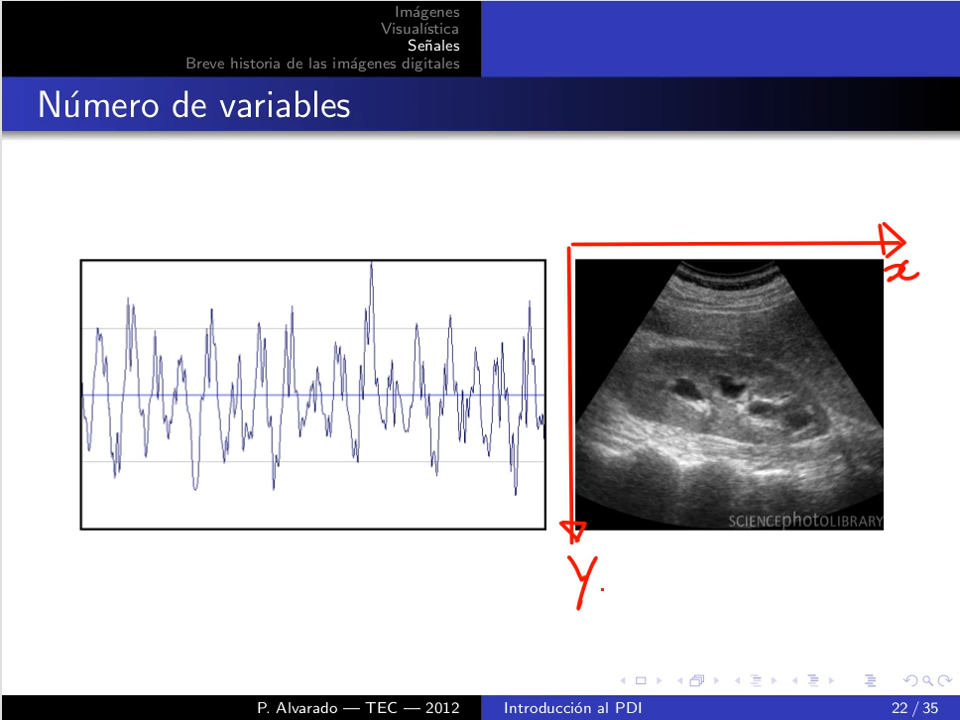 Imágenes
Visualística
Señales
Breve historia de las imágenes digitales
Número de variables
x
SCIENCEphotoLIBRARY
y.
P. Alvarado — TEC — 2012
Introducción al PDI
22 / 35